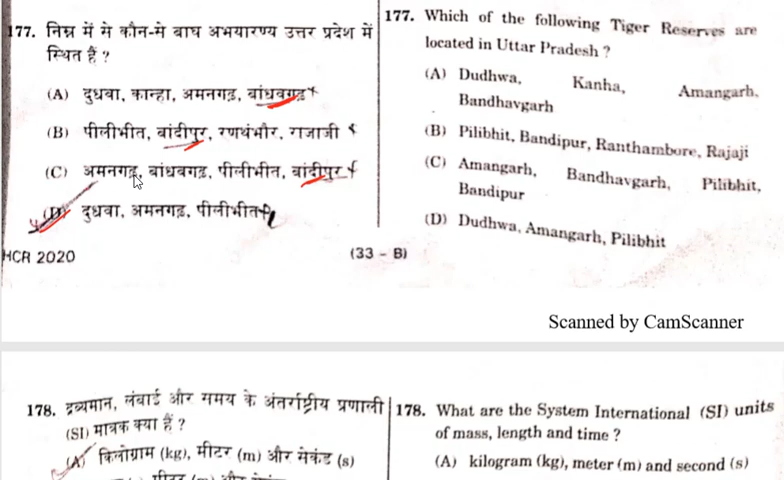 177. निम्न में से कौन-से बाघ अभयारण्य उत्तर प्रदेश में
स्थित हैं ?
(A) दुधवा, कान्हा, अमनगढ़, बांधवगढ़
(B) पीलीभीत, बांदीपुर, रणथंभौर, राजाजी
(C) अमनगढ़, बांधवगढ़, पीलीभीत, बांदीपुर
(D) दुधवा, अमनगढ़, पीलीभीत
HCR 2020
(33 – B)
177. Which of the following Tiger Reserves are
located in Uttar Pradesh ?
(A) Dudhwa, Kanha, Amangarh,
Bandhavgarh
(B) Pilibhit, Bandipur, Ranthambore, Rajaji
(C) Amangarh, Bandhavgarh, Pilibhit,
Bandipur
(D) Dudhwa, Amangarh, Pilibhit
Scanned by CamScanner
178. द्रव्यमान, लंबाई और समय के अंतर्राष्ट्रीय प्रणाली
(SI) मात्रक क्या हैं ?
(A) किलोग्राम (kg), मीटर (m) और सेकंड (s)
178. What are the System International (SI) units
of mass, length and time ?
(A) kilogram (kg), meter (m) and second (s)